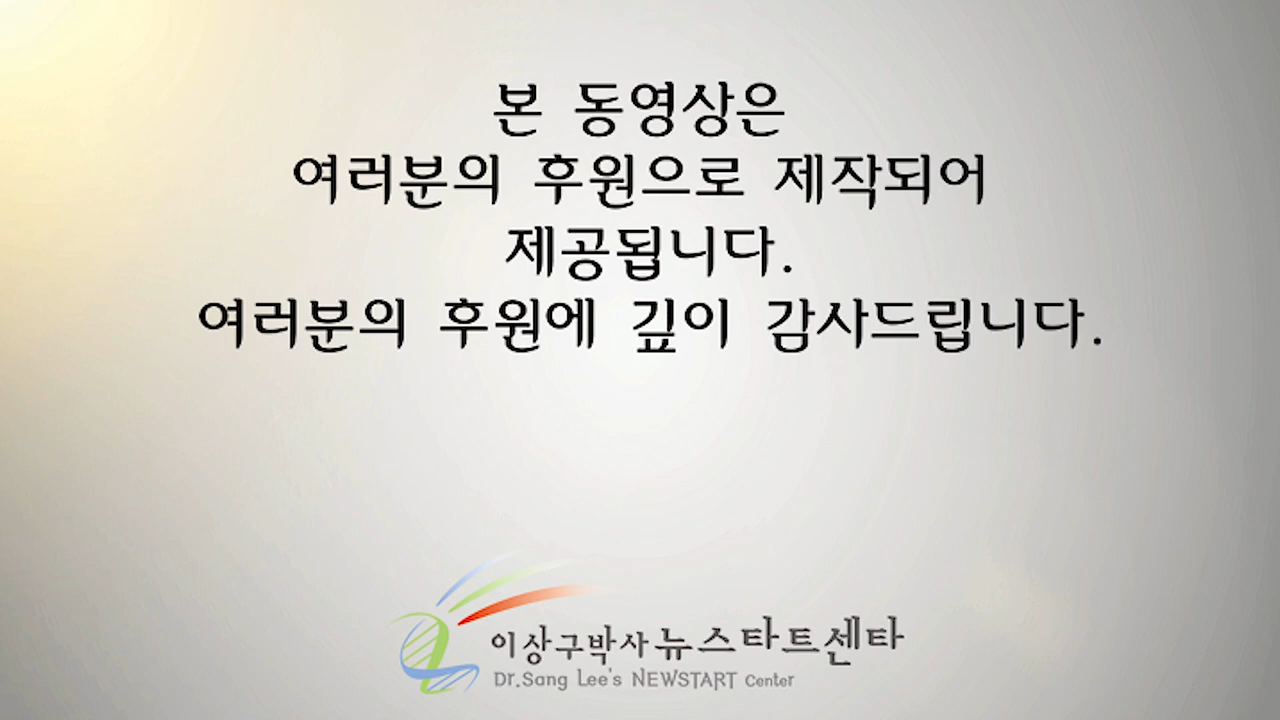 본 동영상은
여러분의 후원으로 제작되어
제공됩니다.
여러분의 후원에 깊이 감사드립니다.
이상구박사뉴스타트센타
Dr.Sang Lee's NEWSTART Center